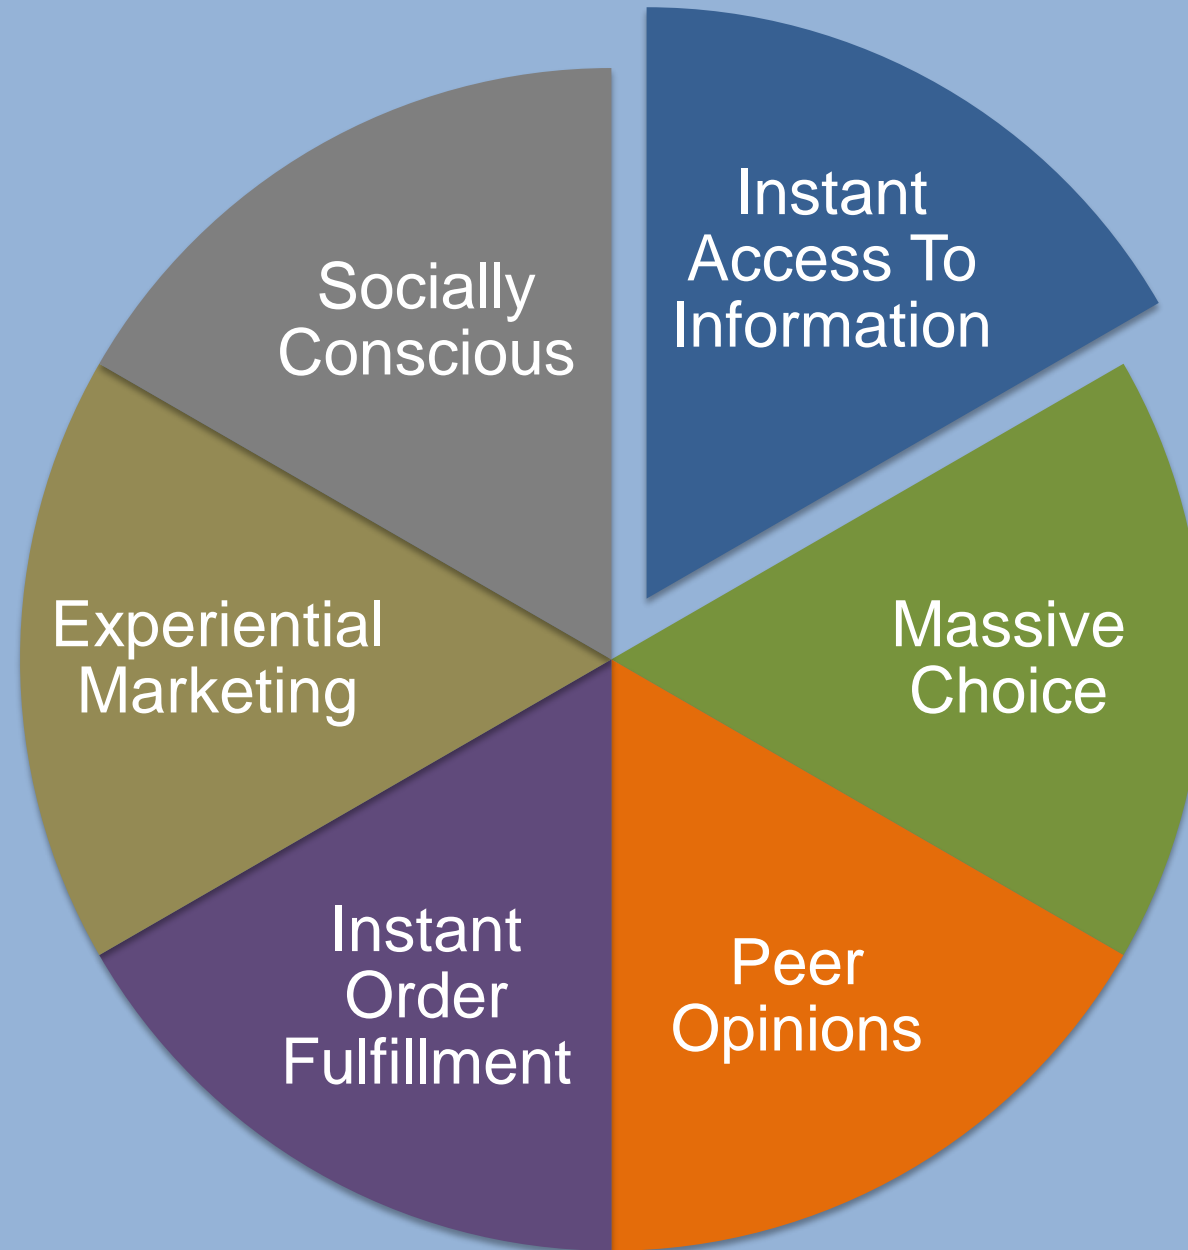 Instant
Access To
Information
Massive
Choice
Peer
Opinions
Instant
Order
Fulfillment
Experiential
Marketing
Socially
Conscious